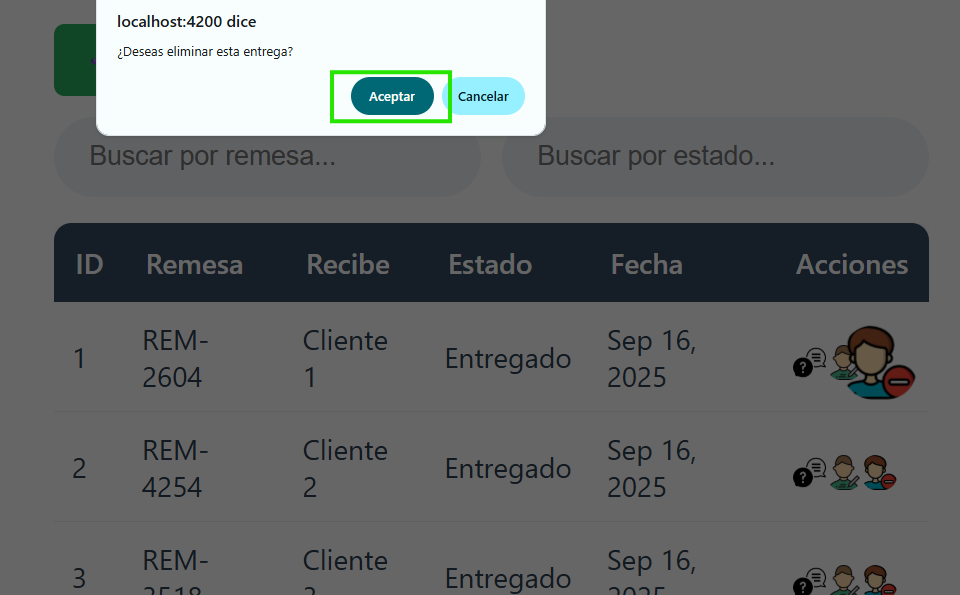 localhost:4200 dice
¿Deseas eliminar esta entrega?
Aceptar Cancelar
Buscar por remesa... Buscar por estado...
ID Remesa Recibe Estado Fecha Acciones
1 REM-2604 Cliente 1 Entregado Sep 16, 2025
2 REM-4254 Cliente 2 Entregado Sep 16, 2025
3 REM- Cliente Entregado Sep 16,